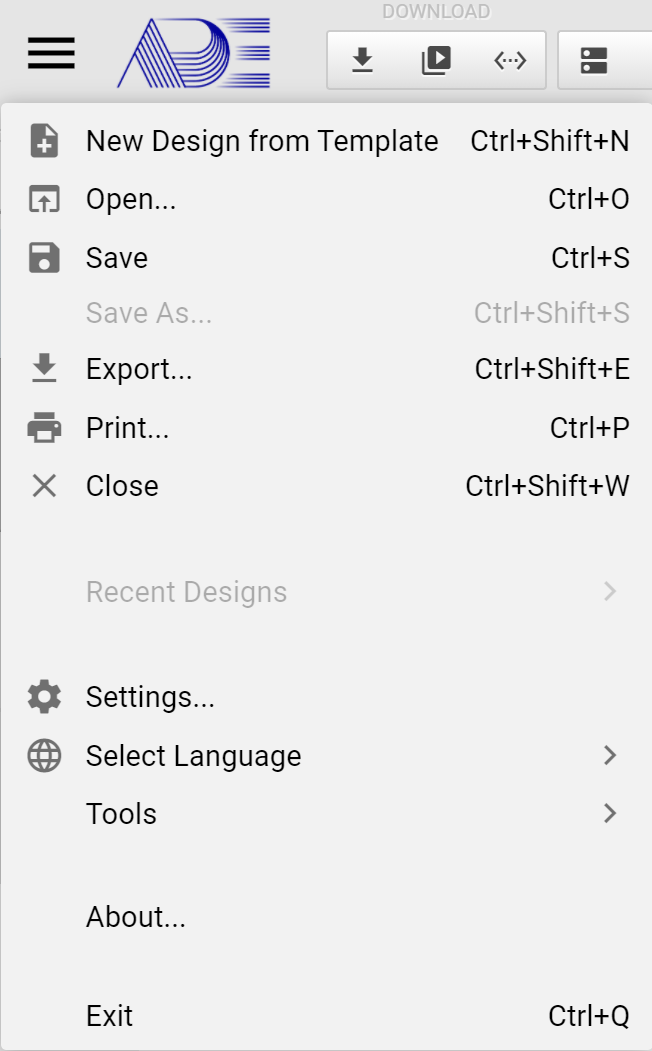 DOWNLOAD
ADE
New Design from Template Ctrl+Shift+N
Open... Ctrl+O
Save Ctrl+S
Save As... Ctrl+Shift+S
Export... Ctrl+Shift+E
Print... Ctrl+P
Close Ctrl+Shift+W
Recent Designs
Settings...
Select Language
Tools
About...
Exit Ctrl+Q